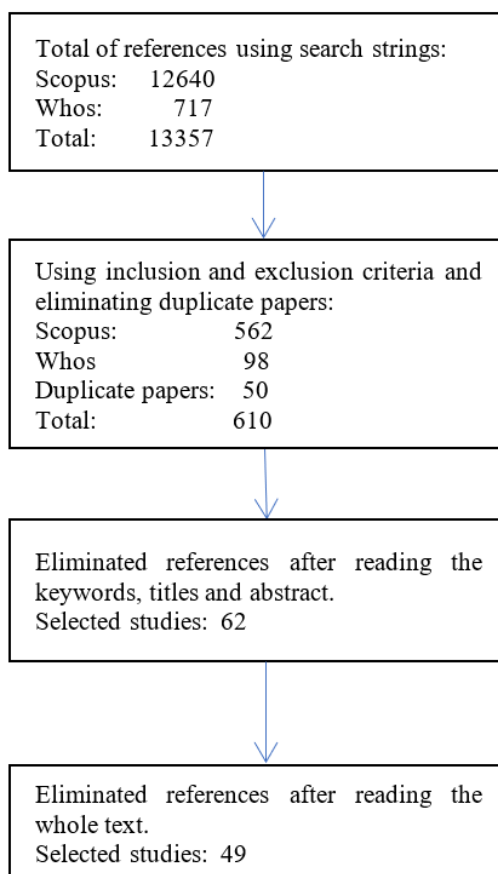 Total of references using search strings:
Scopus: 12640
Whos: 717
Total: 13357
Using inclusion and exclusion criteria and
eliminating duplicate papers:
Scopus: 562
Whos 98
Duplicate papers: 50
Total: 610
Eliminated references after reading the
keywords, titles and abstract.
Selected studies: 62
Eliminated references after reading the
whole text.
Selected studies: 49